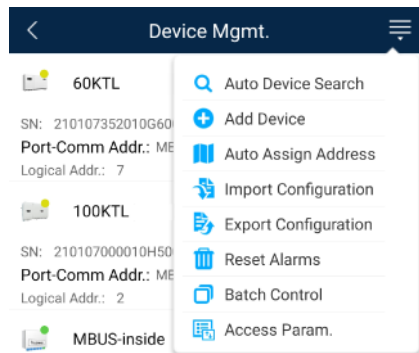 Device Mgmt.
60KTL
SN: 210107352010G60
Port-Comm Addr.: ME
Logical Addr.: 7
100KTL
SN: 210107000010H50
Port-Comm Addr.: ME
Logical Addr.: 2
MBUS-inside
Auto Device Search
Add Device
Auto Assign Address
Import Configuration
Export Configuration
Reset Alarms
Batch Control
Access Param.